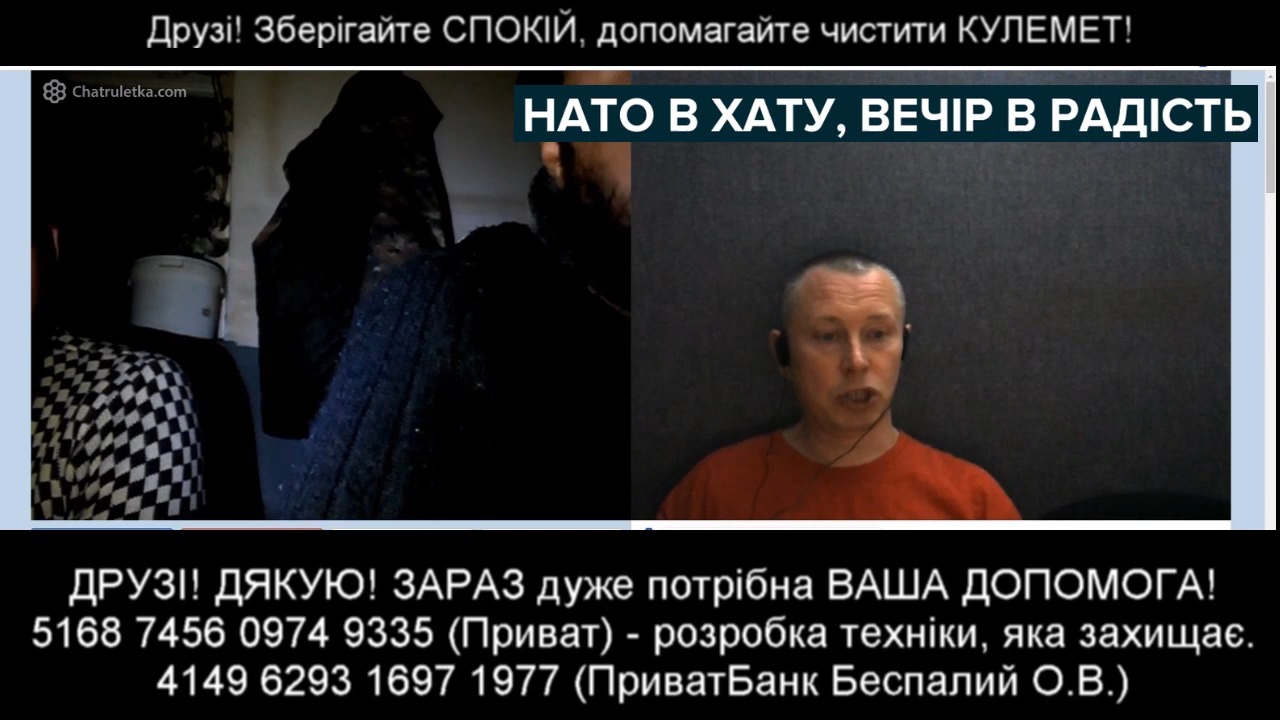 Друзі! Зберігайте СПОКІЙ, допомагайте чистити КУЛЕМЕТ!
Chatruletka.com
НАТО В ХАТУ, ВЕЧІР В РАДІСТЬ
ДРУЗІ! ДЯКУЮ! ЗАРАЗ дуже потрібна ВАША ДОПОМОГА!
5168 7456 0974 9335 (Приват) - розробка техніки, яка захищає.
4149 6293 1697 1977 (ПриватБанк Беспалий О.В.)